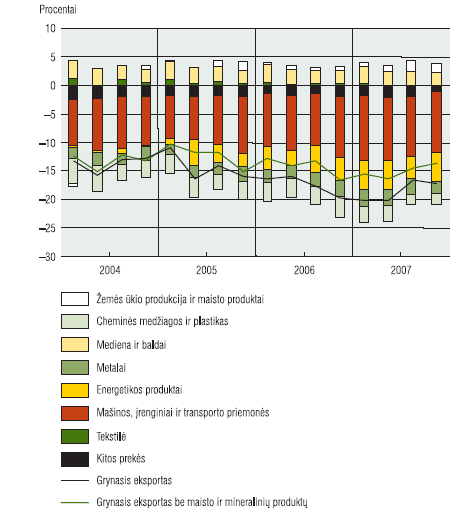 Procentai
10
5
0
–5
–10
–15
–20
–25
–30
2004 2005 2006 2007
Žemės ūkio produkcija ir maisto produktai
Cheminės medžiagos ir plastikas
Mediena ir baldai
Metalai
Energetikos produktai
Mašinos, įrenginiai ir transporto priemonės
Tekstilė
Kitos prekės
Grynasis eksportas
Grynasis eksportas be maisto ir mineralinių produktų